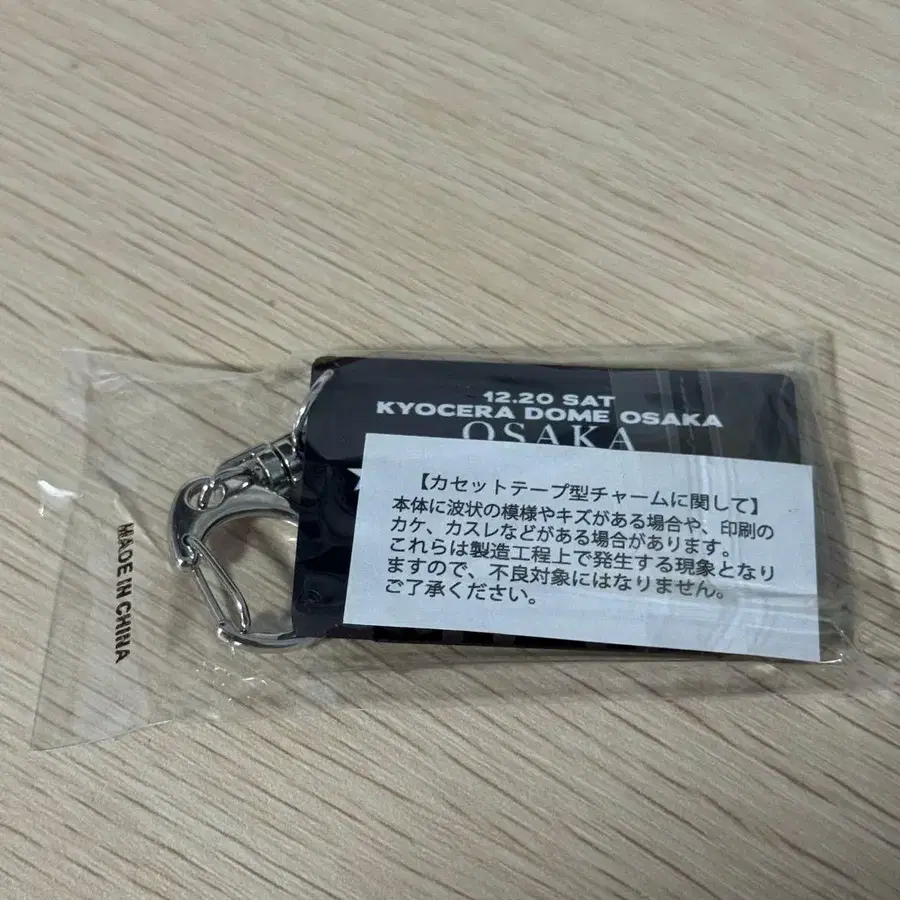 12.20 SAT
KYOCERA DOME OSAKA
OSAKA
【カセットテープ型チャームに関して】
本体に波状の模様やキズがある場合や、印刷の
カケ、カスレなどがある場合があります。
これらは製造工程上で発生する現象となり
ますので、不良対象にはなりません。
ご了承ください。
MADE IN CHINA